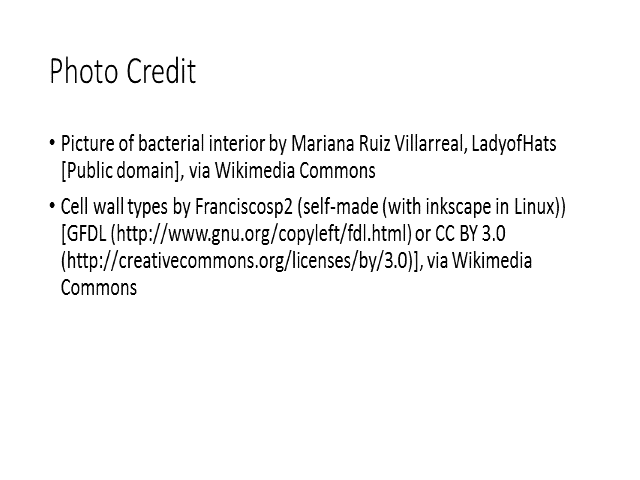 Photo Credit
• Picture of bacterial interior by Mariana Ruiz Villarreal, LadyofHats
[Public domain], via Wikimedia Commons
• Cell wall types by Franciscosp2 (self-made (with inkscape in Linux))
[GFDL (http://www.gnu.org/copyleft/fdl.html) or CC BY 3.0
(http://creativecommons.org/licenses/by/3.0)], via Wikimedia
Commons